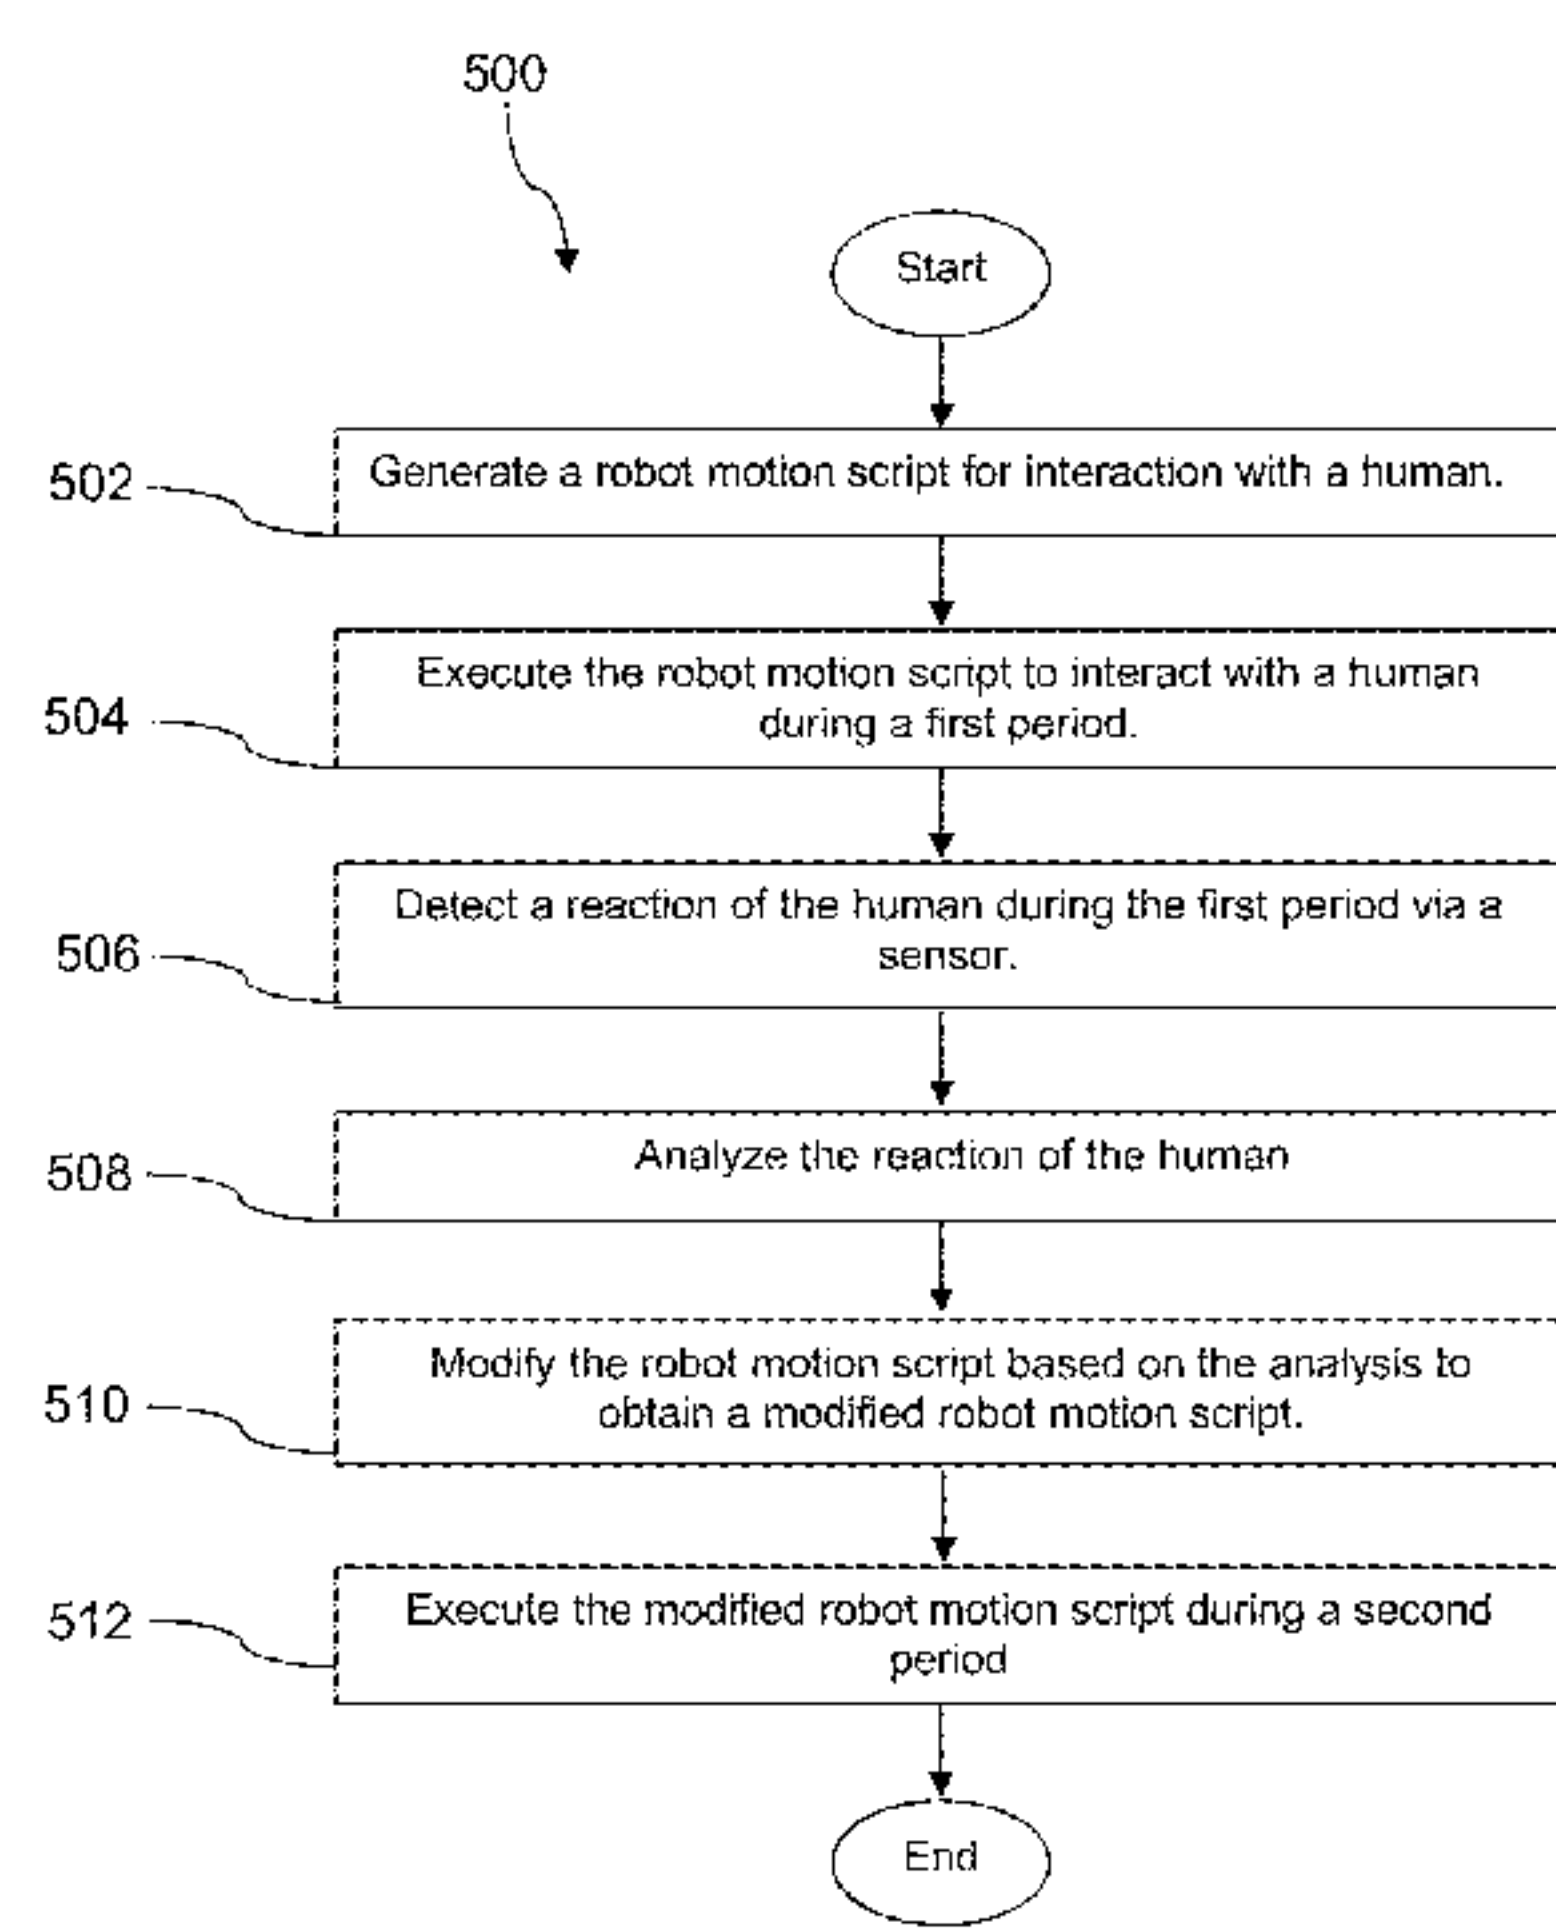 500
Start
502
Generate a robot motion script for interaction with a human.
504
Execute the robot motion script to interact with a human
during a first period.
506
Detect a reaction of the human during the first period via a
sensor.
508
Analyze the reaction of the human
510
Modify the robot motion script based on the analysis to
obtain a modified robot motion script.
512
Execute the modified robot motion script during a second
period
End